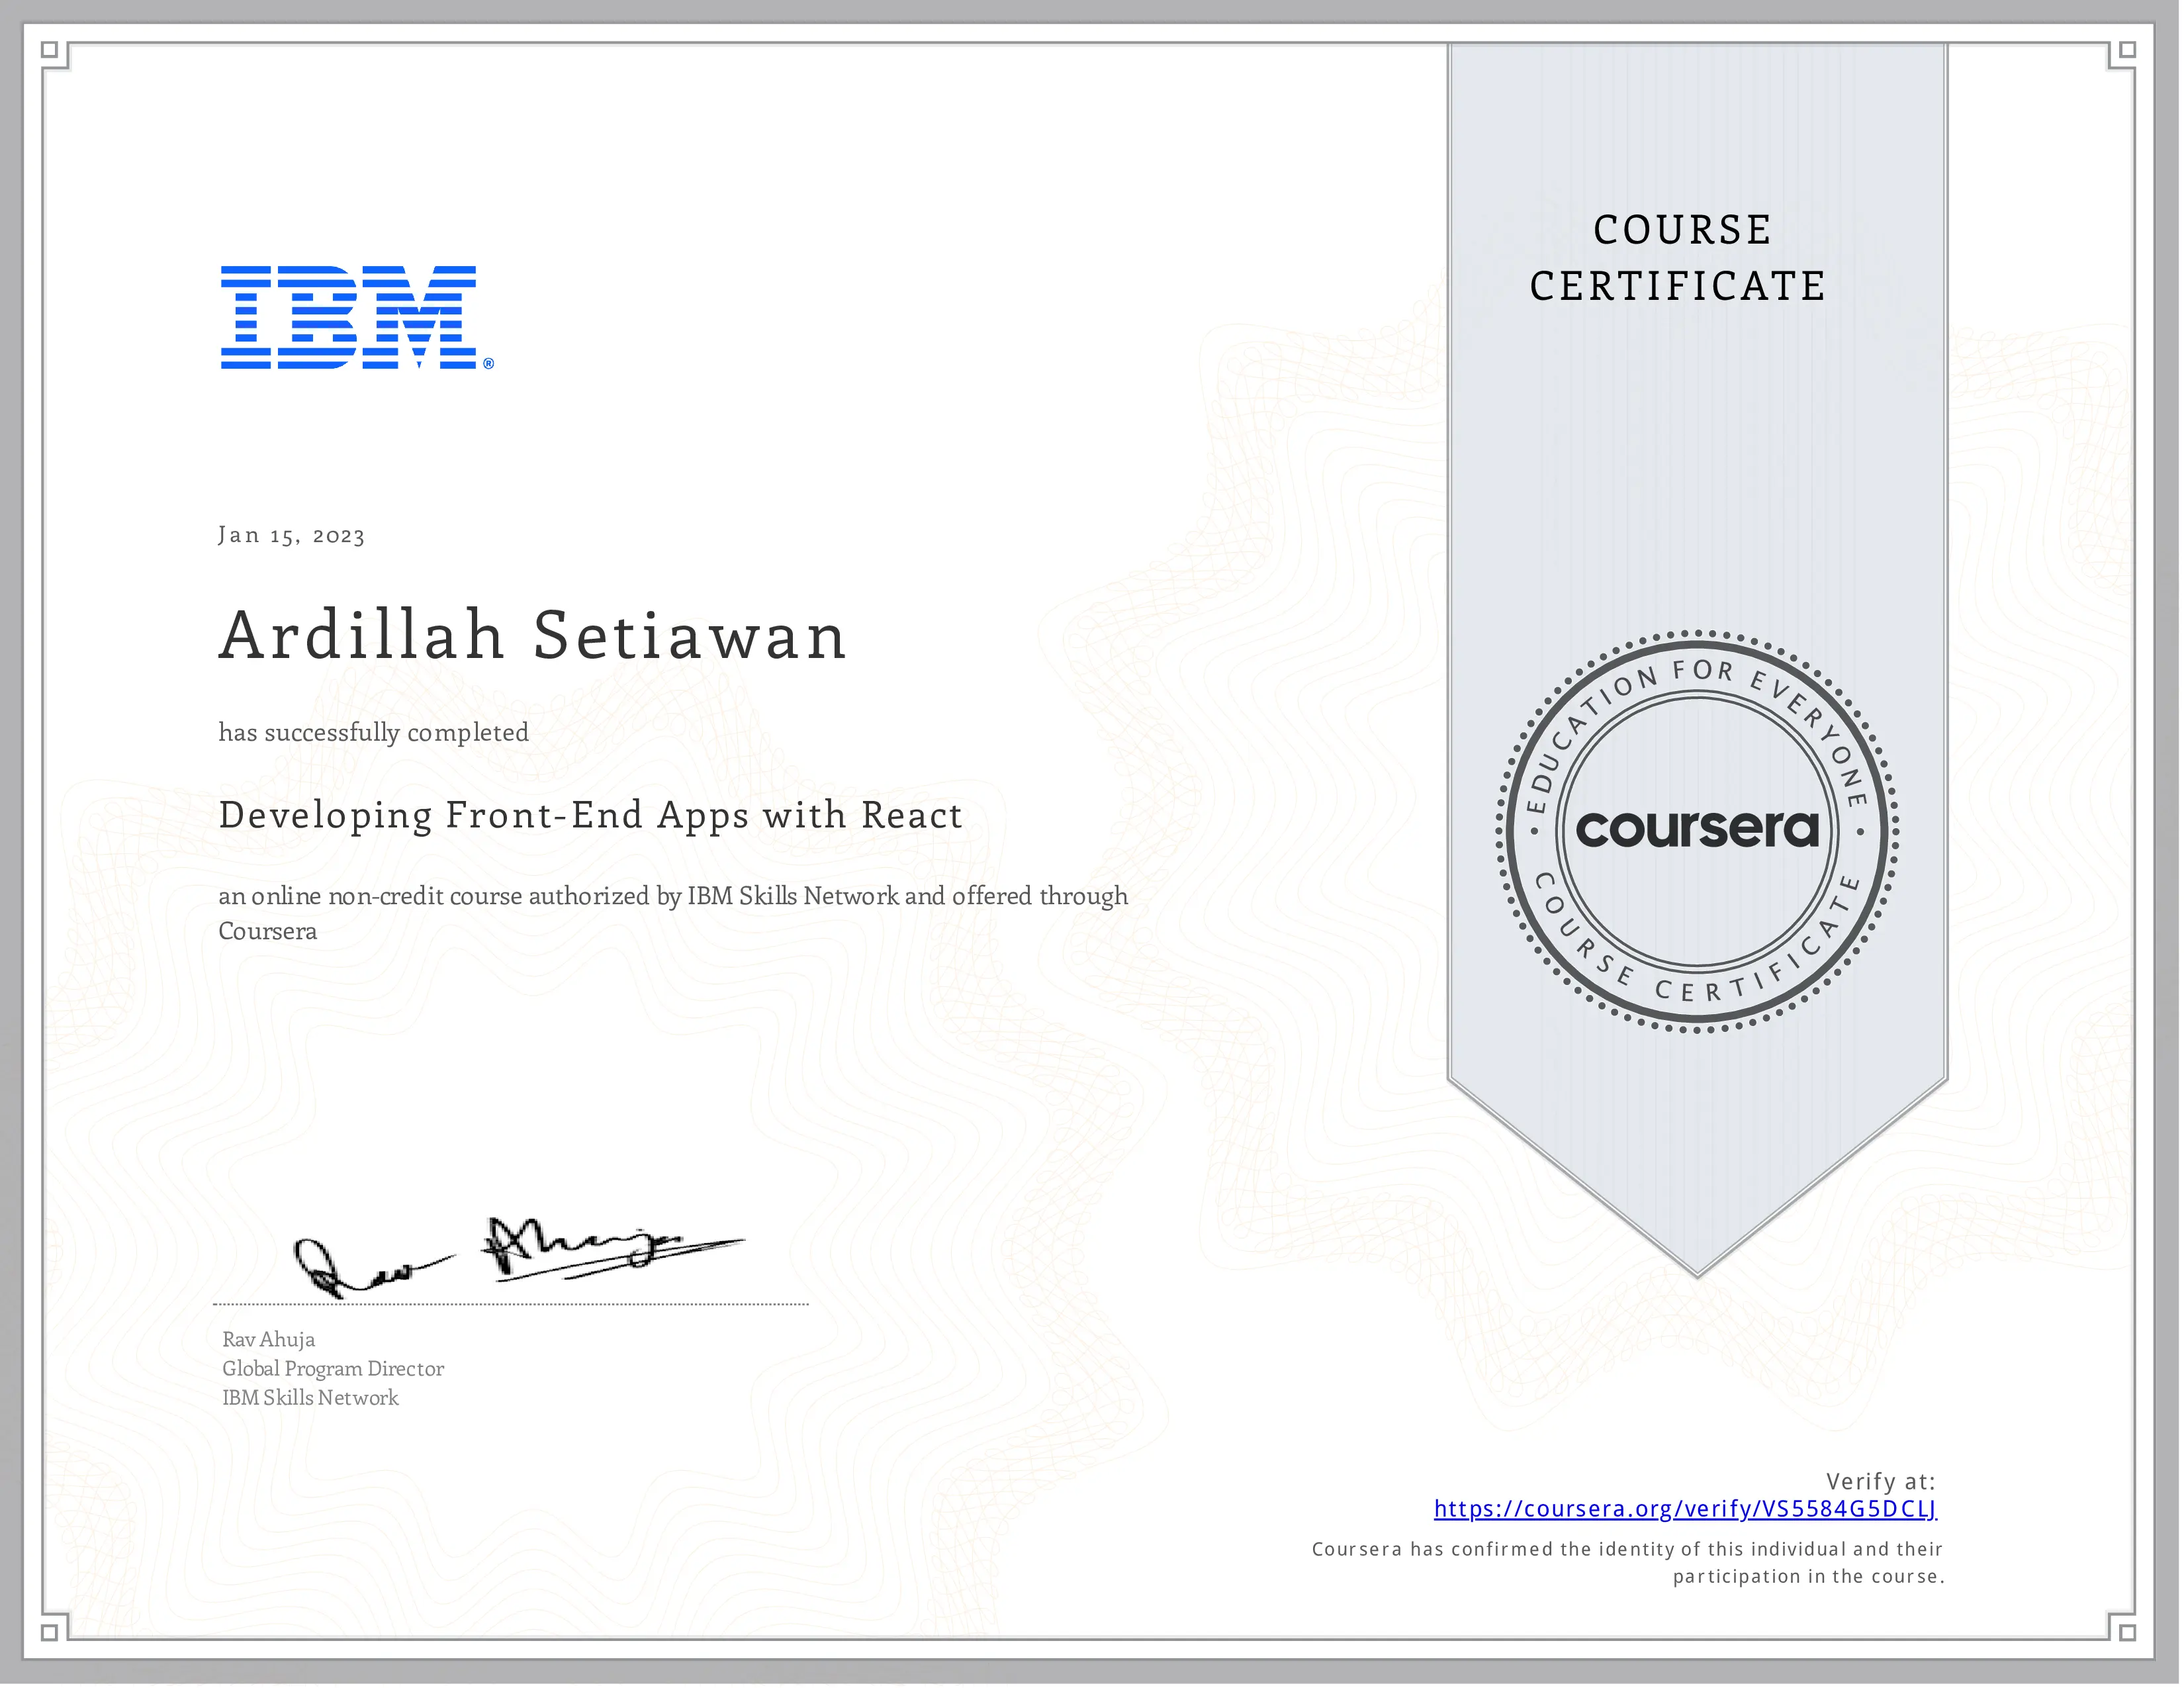 COURSE
CERTIFICATE
IBM®
Jan 15, 2023
Ardillah Setiawan
has successfully completed
Developing Front-End Apps with React
an online non-credit course authorized by IBM Skills Network and offered through
Coursera
EDUCATION FOR EVERYONE
coursera
COURSE CERTIFICATE
Rav Ahuja
Rav Ahuja
Global Program Director
IBM Skills Network
Verify at:
https://coursera.org/verify/VS5584G5DCLJ
Coursera has confirmed the identity of this individual and their
participation in the course.